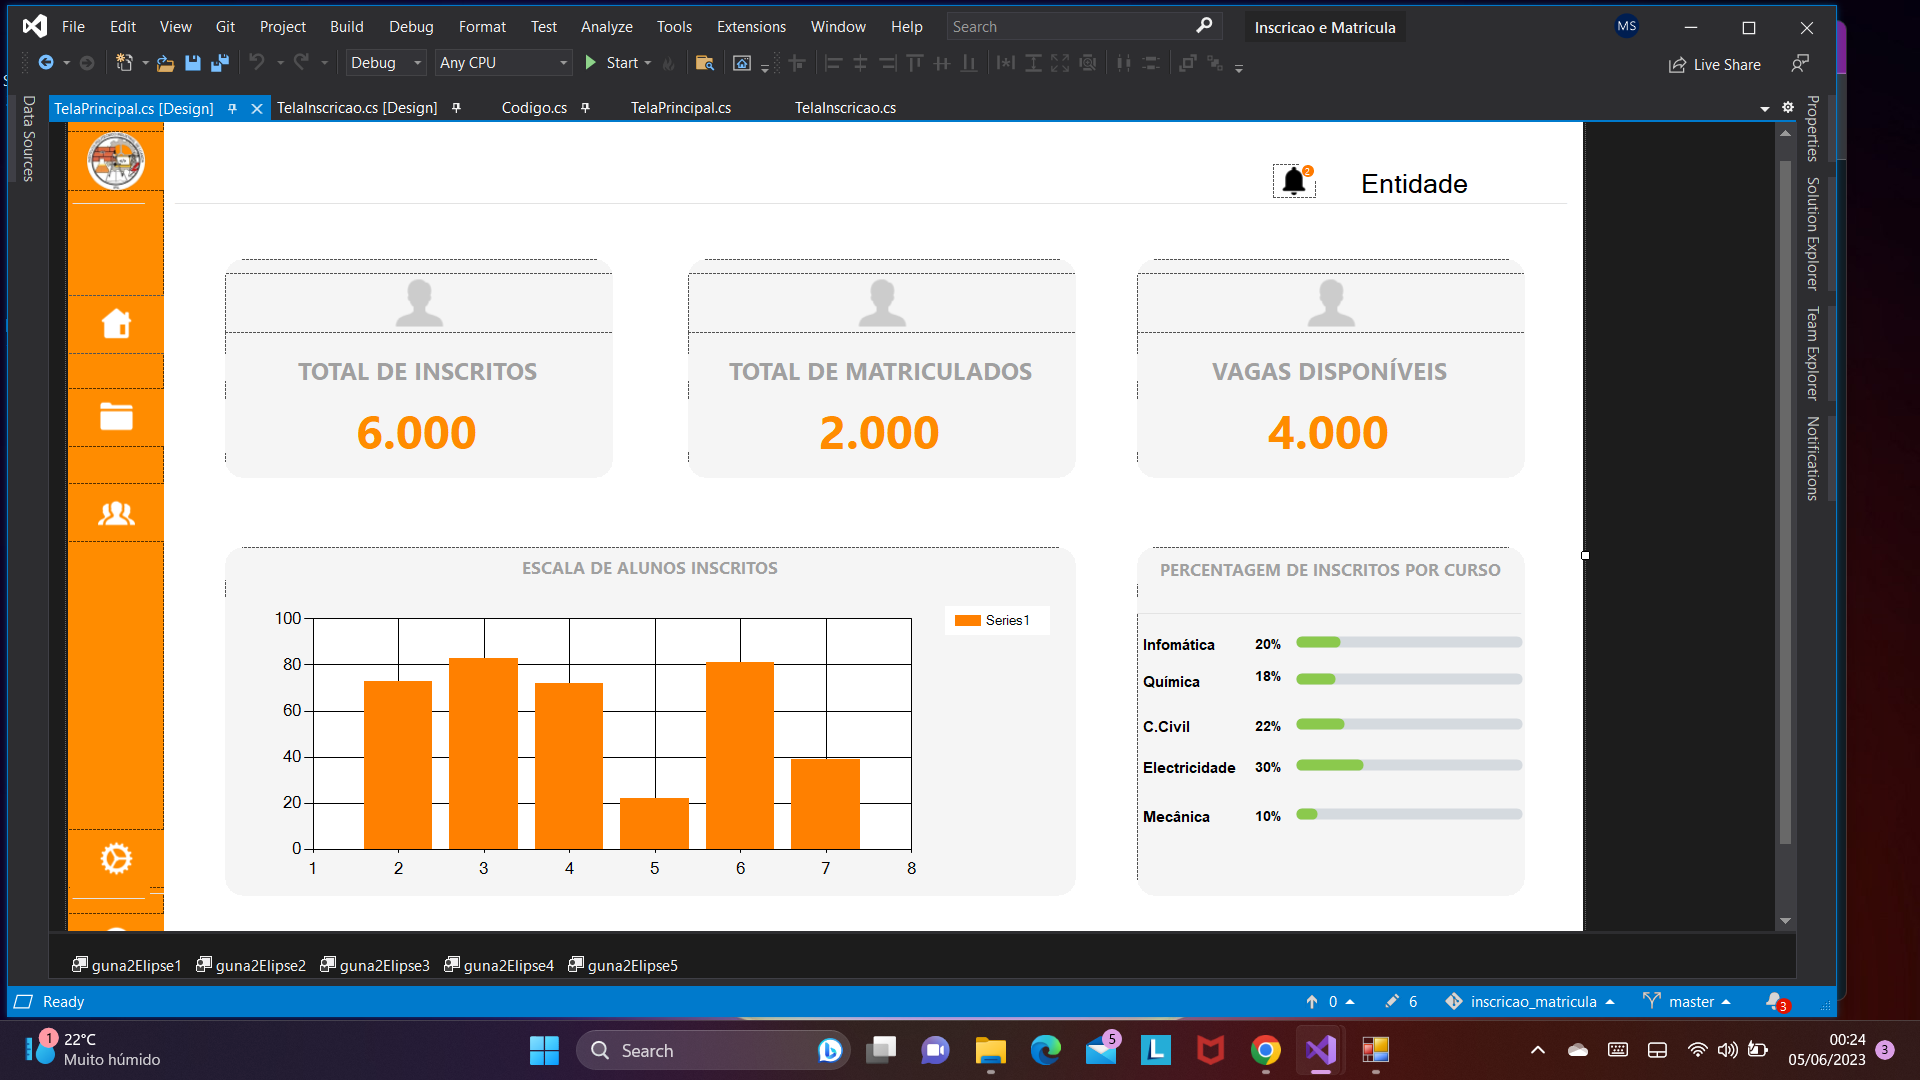 File Edit View Git Project Build Debug Format Test Analyze Tools Extensions Window Help Search Inscricao e Matricula MS
Debug Any CPU Start Live Share
TelaPrincipal.cs [Design] TelaInscricao.cs [Design] Codigo.cs TelaPrincipal.cs TelaInscricao.cs
Data Sources
Properties
Solution Explorer
Team Explorer
Notifications
2
Entidade
TOTAL DE INSCRITOS
6.000
TOTAL DE MATRICULADOS
2.000
VAGAS DISPONÍVEIS
4.000
ESCALA DE ALUNOS INSCRITOS
Series1
100
80
60
40
20
0
1 2 3 4 5 6 7 8
PERCENTAGEM DE INSCRITOS POR CURSO
Infomática 20%
Química 18%
C.Civil 22%
Electricidade 30%
Mecânica 10%
guna2Elipse1 guna2Elipse2 guna2Elipse3 guna2Elipse4 guna2Elipse5
Ready 0 6 inscricao_matricula master 3
1 22°C
Muito húmido
Search
5
L
00:24
05/06/2023
3